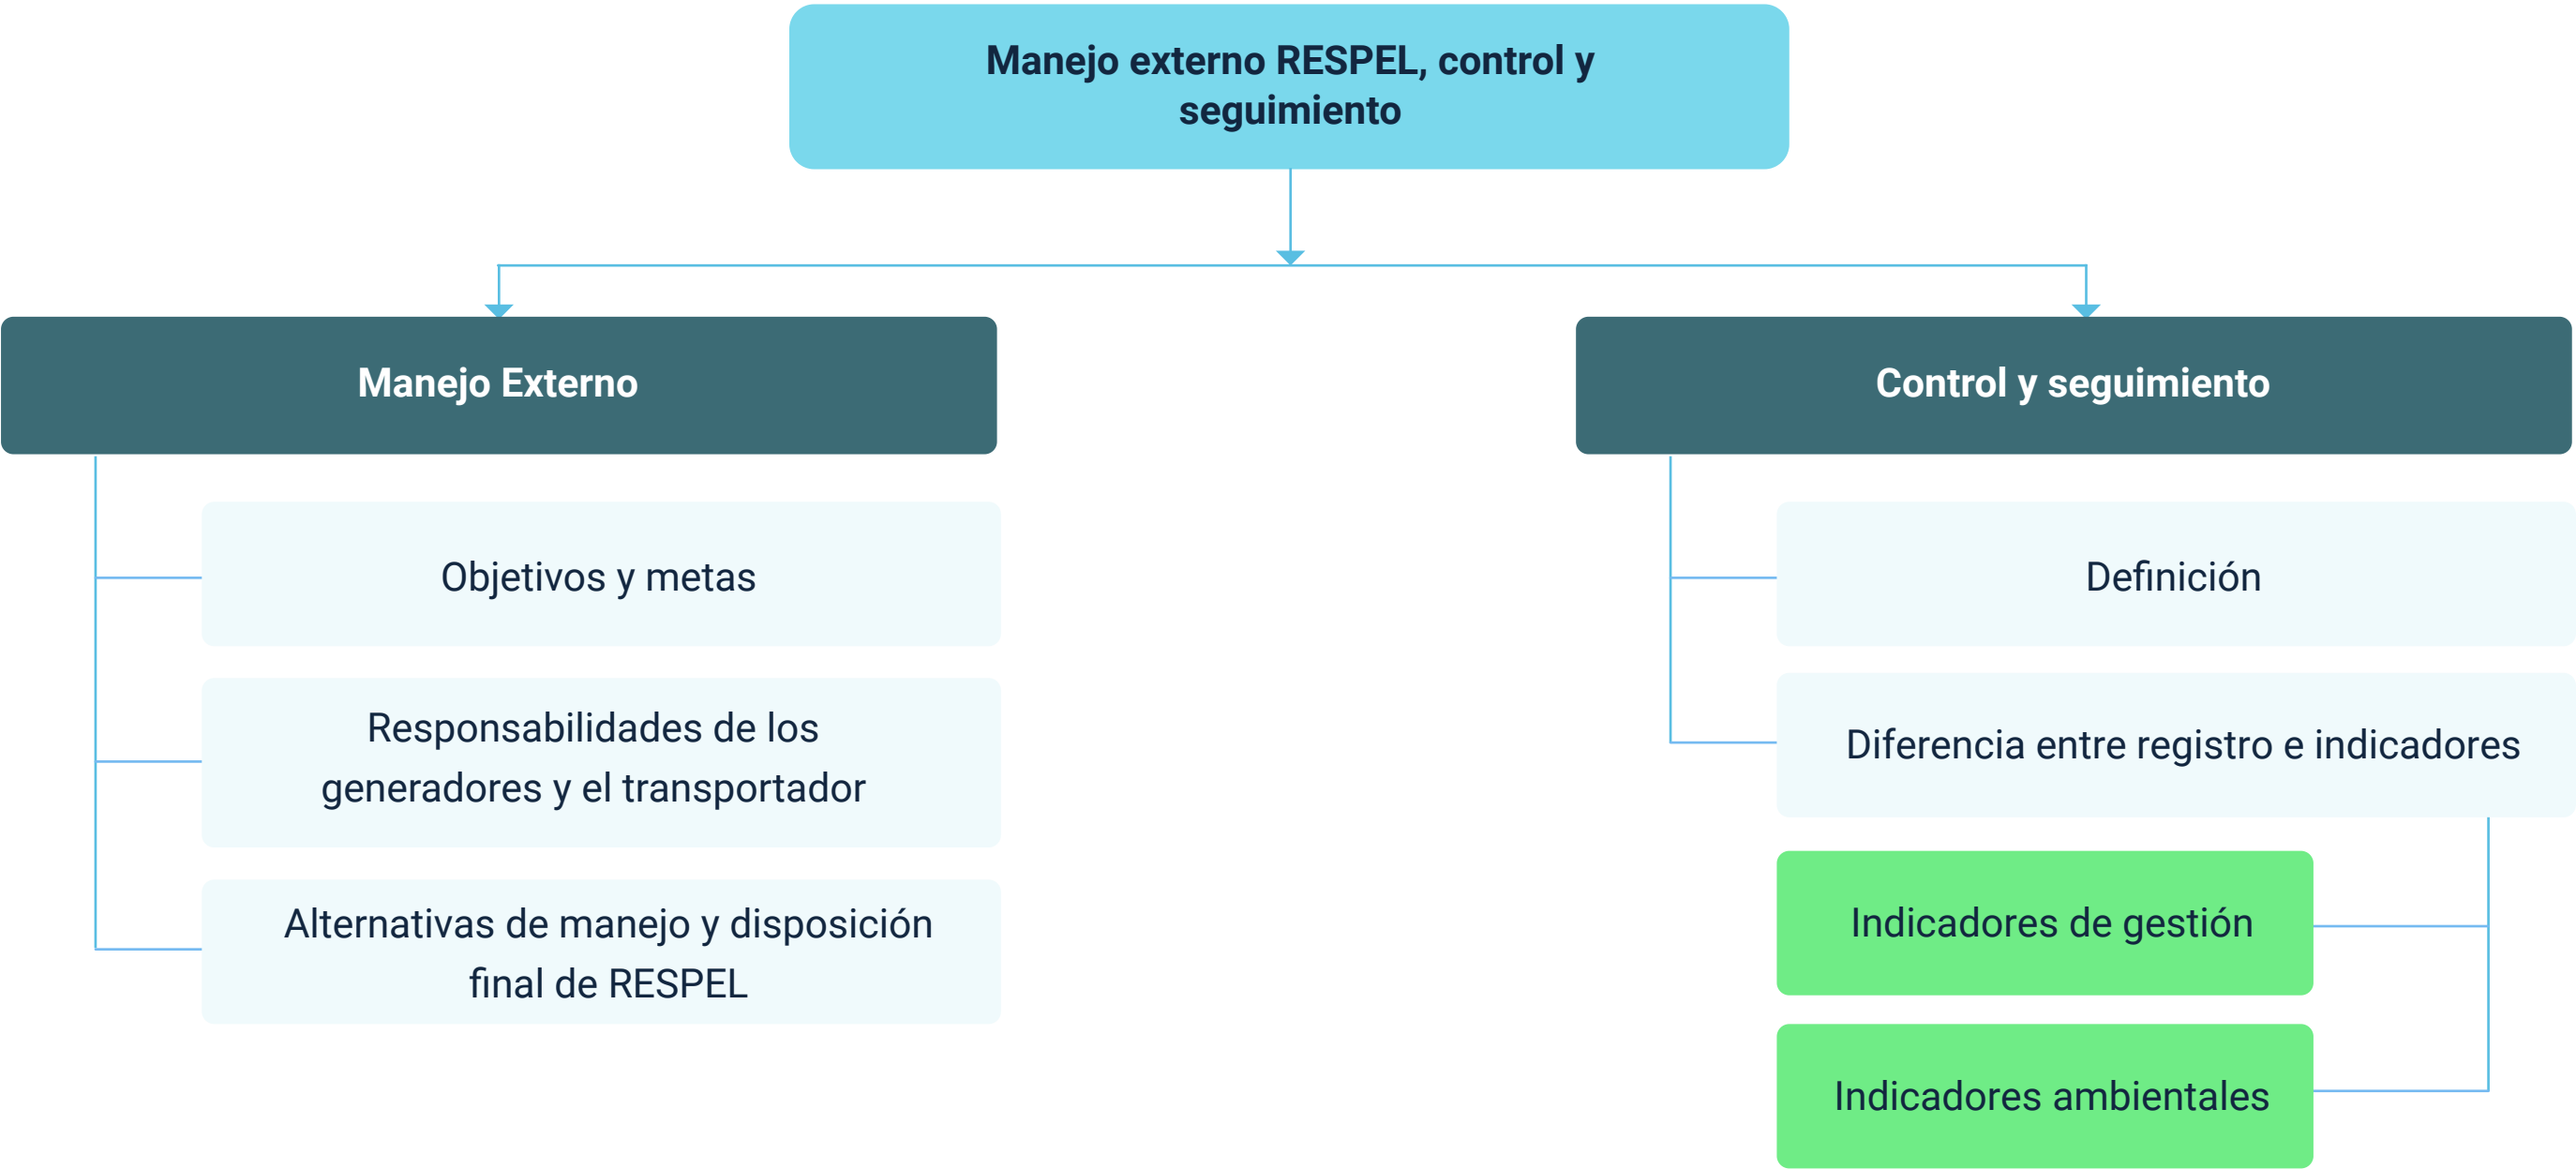 Manejo externo RESPEL, control y
seguimiento
Manejo Externo
Objetivos y metas
Responsabilidades de los
generadores y el transportador
Alternativas de manejo y disposición
final de RESPEL
Control y seguimiento
Definición
Diferencia entre registro e indicadores
Indicadores de gestión
Indicadores ambientales